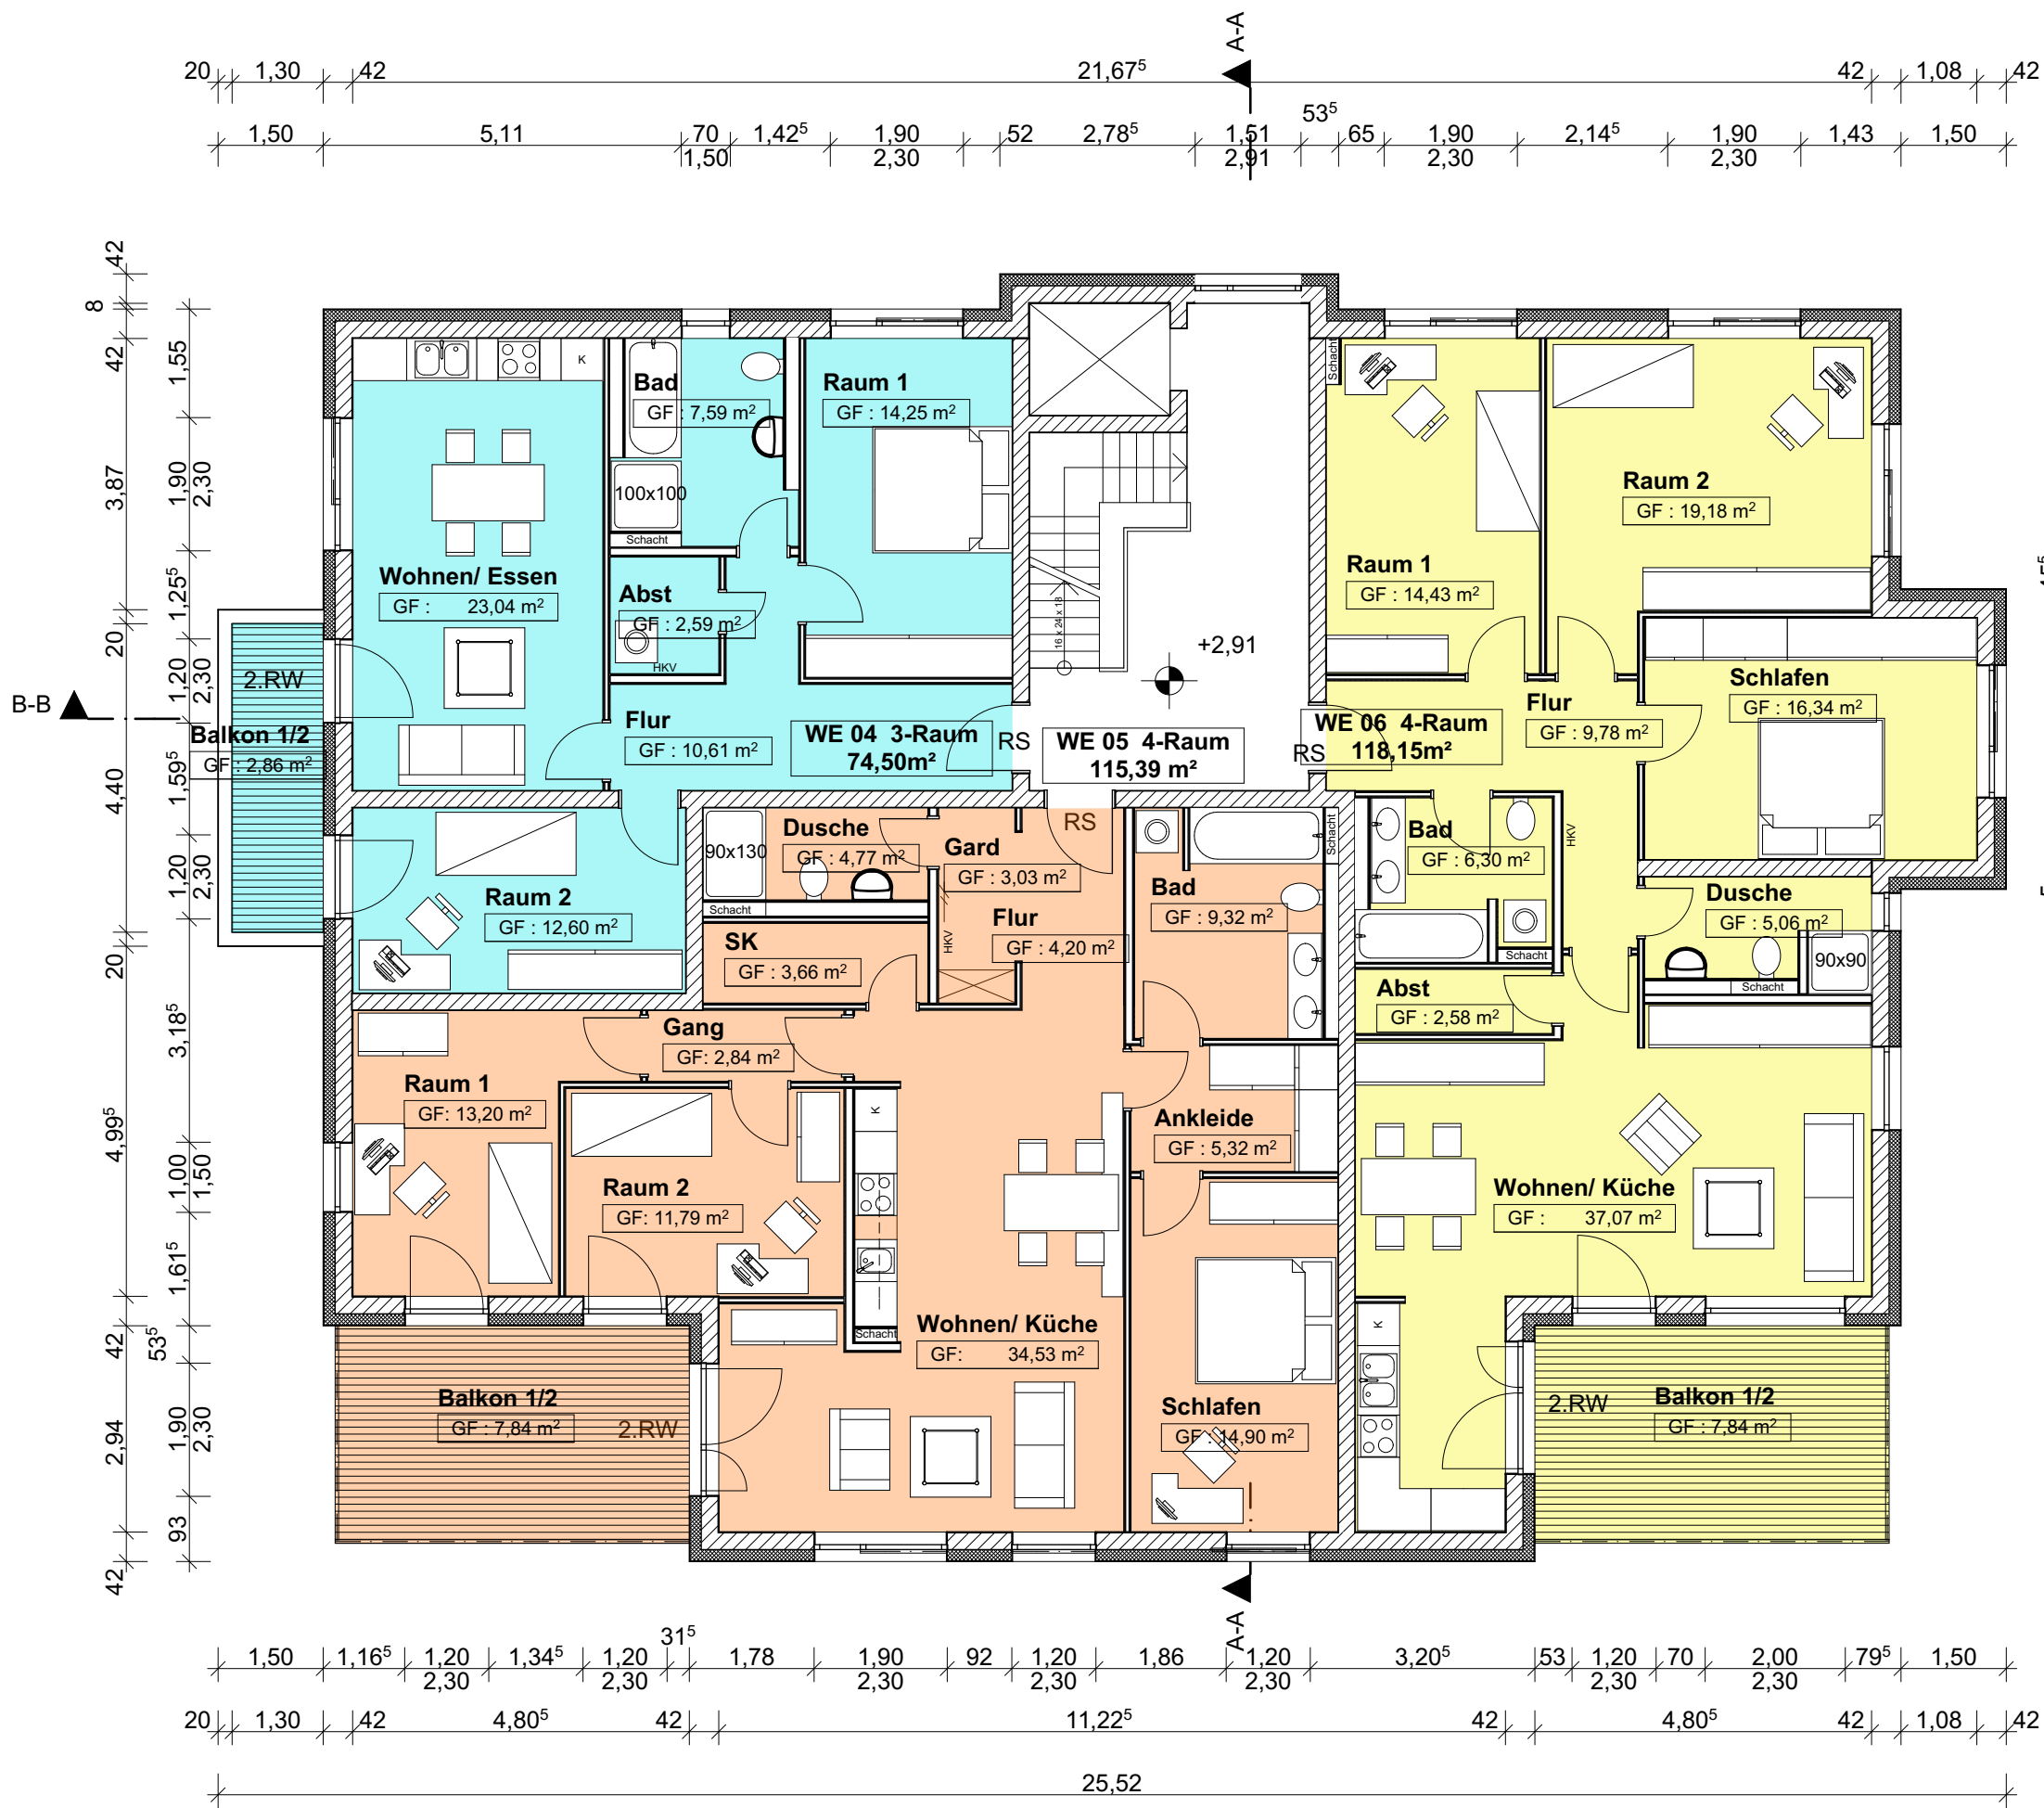 A-A
20 1,30 42 21,67⁵ 42 1,08 42
53⁵
1,50 5,11 70 1,42⁵ 1,90 52 2,78⁵ 1,51 65 1,90 2,14⁵ 1,90 1,43 1,50
1,50 2,30 2,91 2,30 2,30
42
8
42
3,87
20
4,40
20
4,99⁵
42
2,94
42
1,55
1,90
2,30
1,25⁵
1,20
2,30
1,59⁵
1,20
2,30
3,18⁵
1,00
1,50
1,61⁵
53⁵
1,90
2,30
93
B-B
K
Bad
GF : 7,59 m²
100x100
Schacht
Raum 1
GF : 14,25 m²
Wohnen/ Essen
GF : 23,04 m²
Abst
GF : 2,59 m²
HKV
Flur
GF : 10,61 m²
WE 04 3-Raum
74,50m²
RS
2.RW
Balkon 1/2
GF : 2,86 m²
Raum 2
GF : 12,60 m²
16 x 24 x 18
+2,91
WE 05 4-Raum
115,39 m²
RS
WE 06 4-Raum
118,15m²
Schacht
Raum 1
GF : 14,43 m²
Raum 2
GF : 19,18 m²
Flur
GF : 9,78 m²
Schlafen
GF : 16,34 m²
Bad
GF : 6,30 m²
HKV
Schacht
Dusche
GF : 5,06 m²
90x90
Schacht
Abst
GF : 2,58 m²
Wohnen/ Küche
GF : 37,07 m²
K
2.RW
Balkon 1/2
GF : 7,84 m²
90x130
Dusche
GF : 4,77 m²
Schacht
RS
Gard
GF : 3,03 m²
Flur
GF : 4,20 m²
HKV
SK
GF : 3,66 m²
Bad
GF : 9,32 m²
Schacht
Gang
GF: 2,84 m²
Raum 1
GF: 13,20 m²
Raum 2
GF: 11,79 m²
K
Schacht
Ankleide
GF : 5,32 m²
Wohnen/ Küche
GF: 34,53 m²
Schlafen
GF : 14,90 m²
Balkon 1/2
GF : 7,84 m²
2.RW
A-A
31⁵
1,50 1,16⁵ 1,20 1,34⁵ 1,20 1,78 1,90 92 1,20 1,86 1,20 3,20⁵ 53 1,20 70 2,00 79⁵ 1,50
2,30 2,30 2,30 2,30 2,30 2,30 2,30
20 1,30 42 4,80⁵ 42 11,22⁵ 42 4,80⁵ 42 1,08 42
25,52